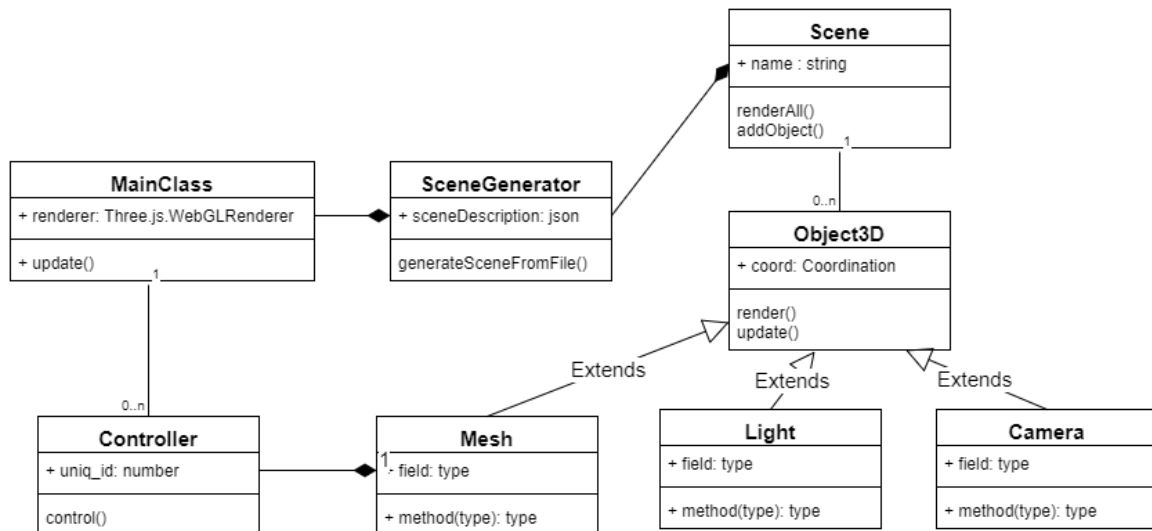 Scene
+ name : string
renderAll()
addObject()
1
0..n
MainClass
+ renderer: Three.js.WebGLRenderer
+ update()
1
0..n
SceneGenerator
+ sceneDescription: json
generateSceneFromFile()
Object3D
+ coord: Coordination
render()
update()
Extends
Extends
Extends
Controller
+ uniq_id: number
control()
1
Mesh
+ field: type
+ method(type): type
Light
+ field: type
+ method(type): type
Camera
+ field: type
+ method(type): type